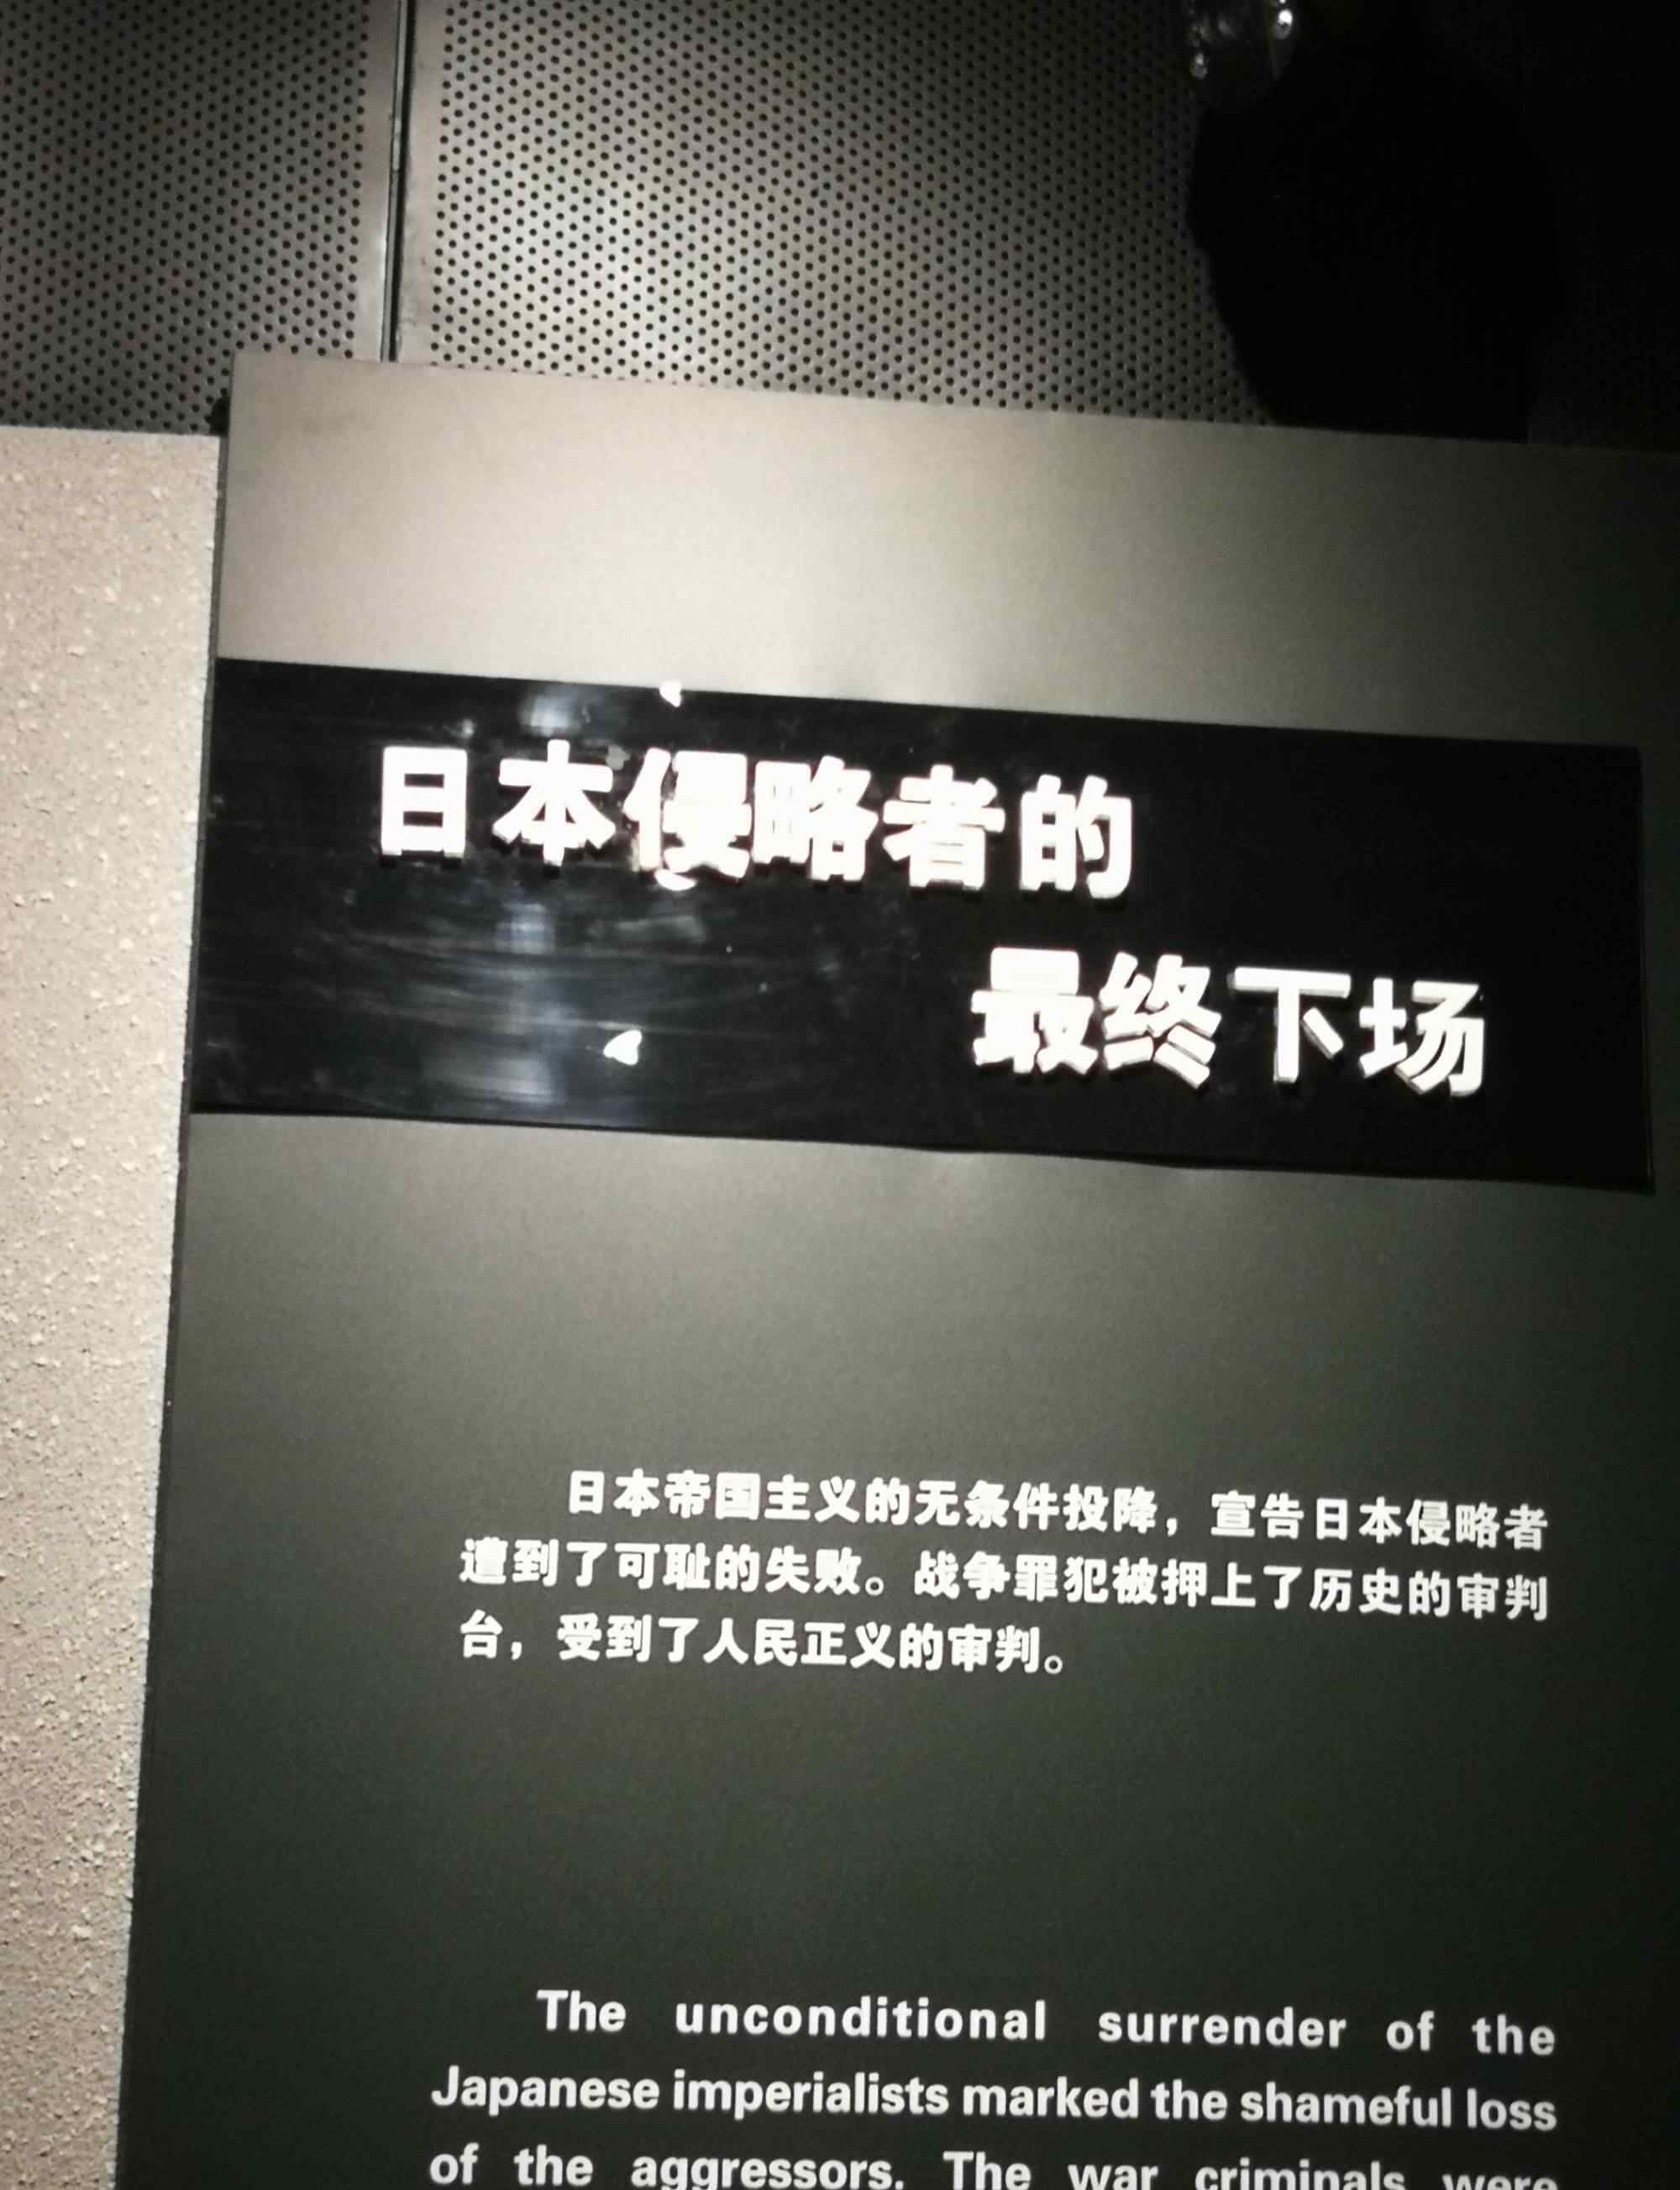 日本侵略者的
最终下场
日本帝国主义的无条件投降，宣告日本侵略者
遭到了可耻的失败。战争罪犯被押上了历史的审判
台，受到了人民正义的审判。
The unconditional surrender of the
Japanese imperialists marked the shameful loss
of the aggressors. The war criminals were